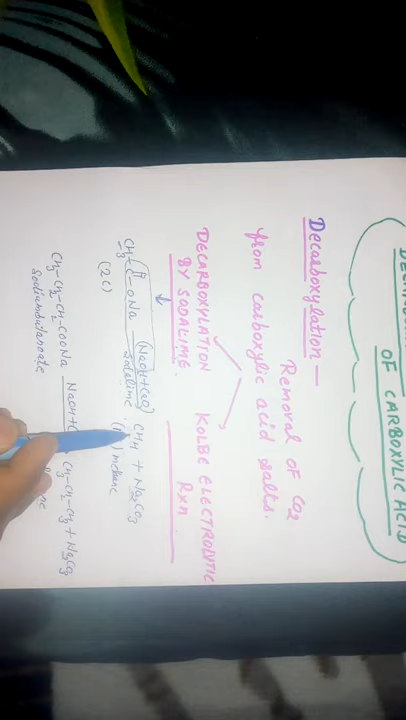 OF CARBOXYLIC ACID
Decarboxylation — Removal of CO2
from carboxylic acid salts.
DECARBOXYLATION BY SODALIME.
KOLBE ELECTROLYTIC RXN
CH3-C-ONa NaOH+CaO CH4 + Na2CO3
O
Sodalime
(2C) methane
CH3-CH2-CH2-COONa NaOH+ CH3-CH2-CH3 + Na2CO3
Sodiumbutanoate